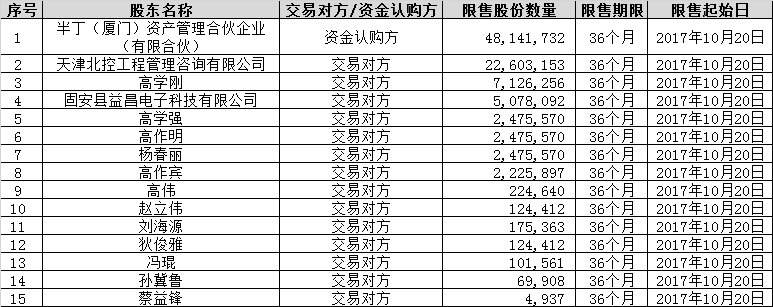 序号 股东名称 交易对方/资金认购方 限售股份数量 限售期限 限售起始日
1 半丁（厦门）资产管理合伙企业（有限合伙） 资金认购方 48,141,732 36个月 2017年10月20日
2 天津北控工程管理咨询有限公司 交易对方 22,603,153 36个月 2017年10月20日
3 高学刚 交易对方 7,126,256 36个月 2017年10月20日
4 固安县益昌电子科技有限公司 交易对方 5,078,092 36个月 2017年10月20日
5 高学强 交易对方 2,475,570 36个月 2017年10月20日
6 高作明 交易对方 2,475,570 36个月 2017年10月20日
7 杨春丽 交易对方 2,475,570 36个月 2017年10月20日
8 高作宾 交易对方 2,225,897 36个月 2017年10月20日
9 高伟 交易对方 224,640 36个月 2017年10月20日
10 赵立伟 交易对方 124,412 36个月 2017年10月20日
11 刘海源 交易对方 175,363 36个月 2017年10月20日
12 狄俊雅 交易对方 124,412 36个月 2017年10月20日
13 冯琨 交易对方 101,561 36个月 2017年10月20日
14 孙冀鲁 交易对方 69,908 36个月 2017年10月20日
15 蔡益锋 交易对方 4,937 36个月 2017年10月20日